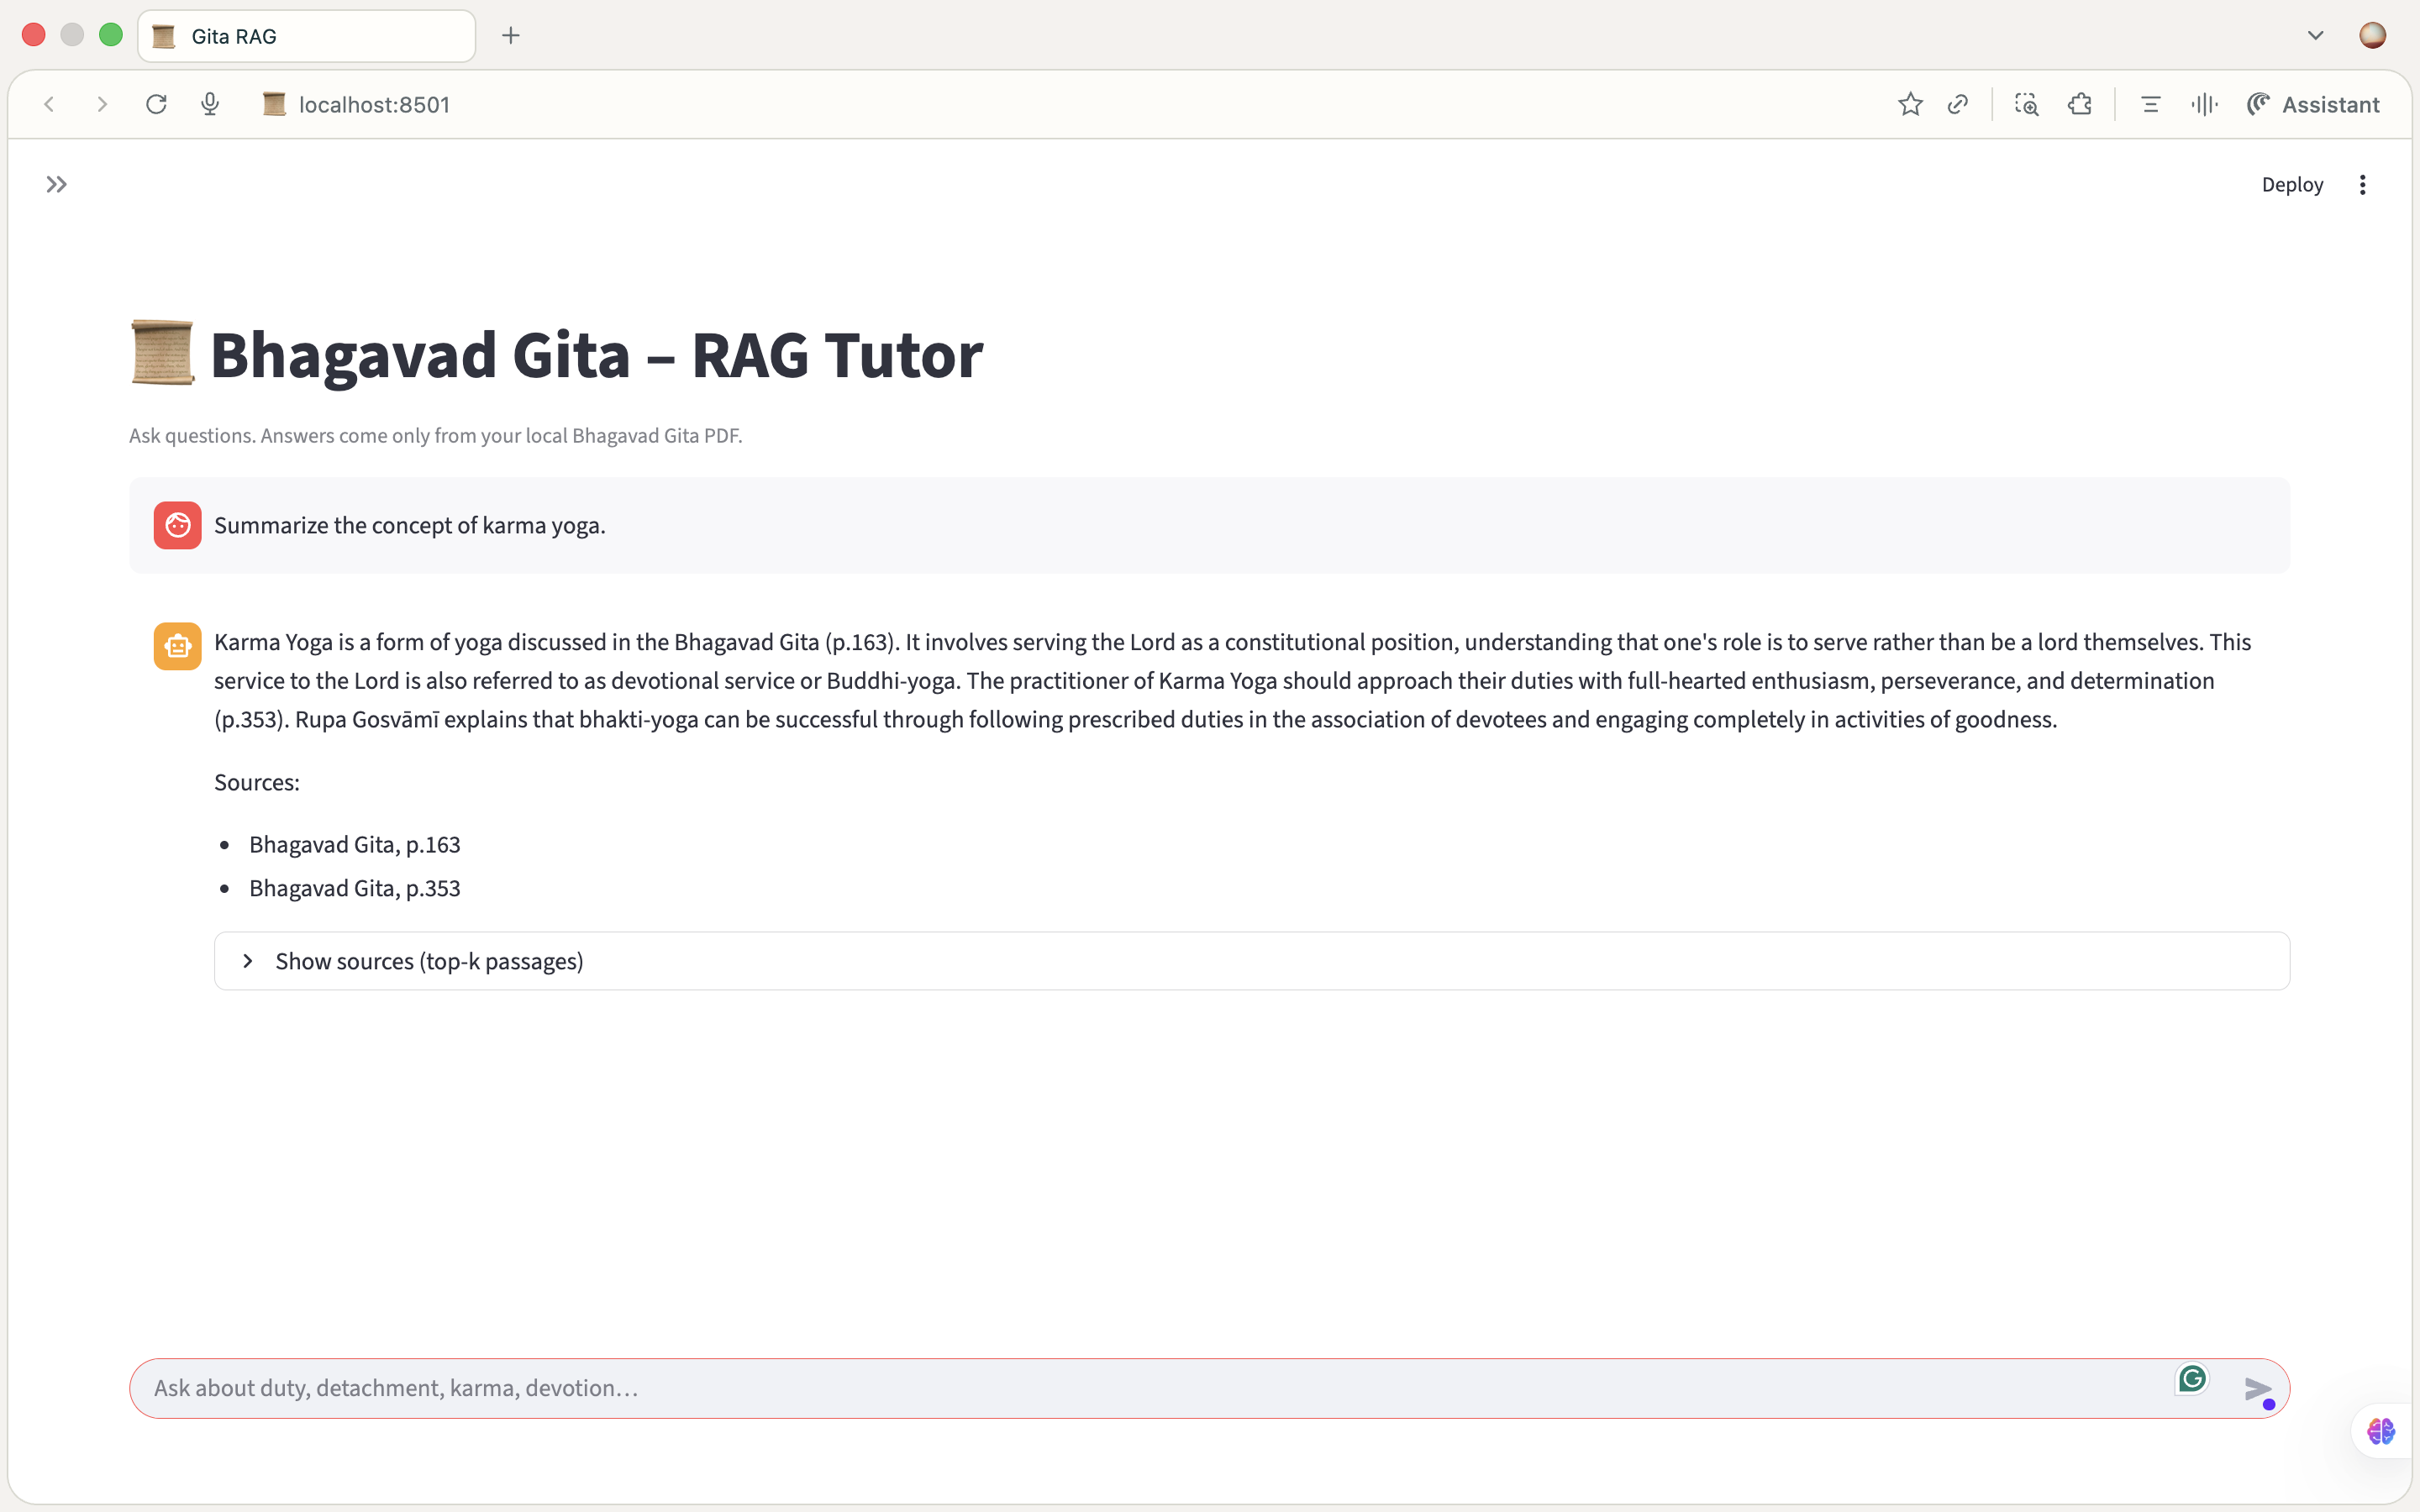 Gita RAG
localhost:8501
Assistant
Deploy
Bhagavad Gita – RAG Tutor
Ask questions. Answers come only from your local Bhagavad Gita PDF.
Summarize the concept of karma yoga.
Karma Yoga is a form of yoga discussed in the Bhagavad Gita (p.163). It involves serving the Lord as a constitutional position, understanding that one's role is to serve rather than be a lord themselves. This
service to the Lord is also referred to as devotional service or Buddhi-yoga. The practitioner of Karma Yoga should approach their duties with full-hearted enthusiasm, perseverance, and determination
(p.353). Rupa Gosvāmī explains that bhakti-yoga can be successful through following prescribed duties in the association of devotees and engaging completely in activities of goodness.
Sources:
• Bhagavad Gita, p.163
• Bhagavad Gita, p.353
Show sources (top-k passages)
Ask about duty, detachment, karma, devotion…